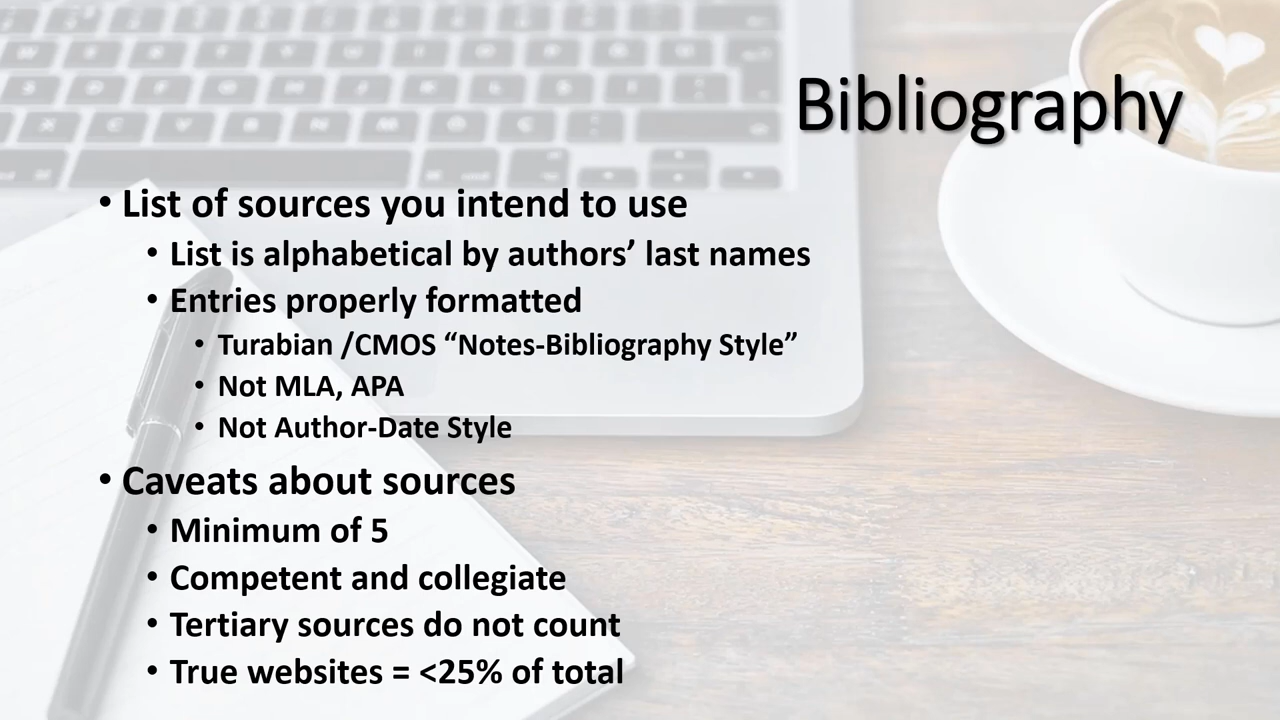 Bibliography
• List of sources you intend to use
• List is alphabetical by authors’ last names
• Entries properly formatted
• Turabian /CMOS “Notes-Bibliography Style”
• Not MLA, APA
• Not Author-Date Style
• Caveats about sources
• Minimum of 5
• Competent and collegiate
• Tertiary sources do not count
• True websites = <25% of total